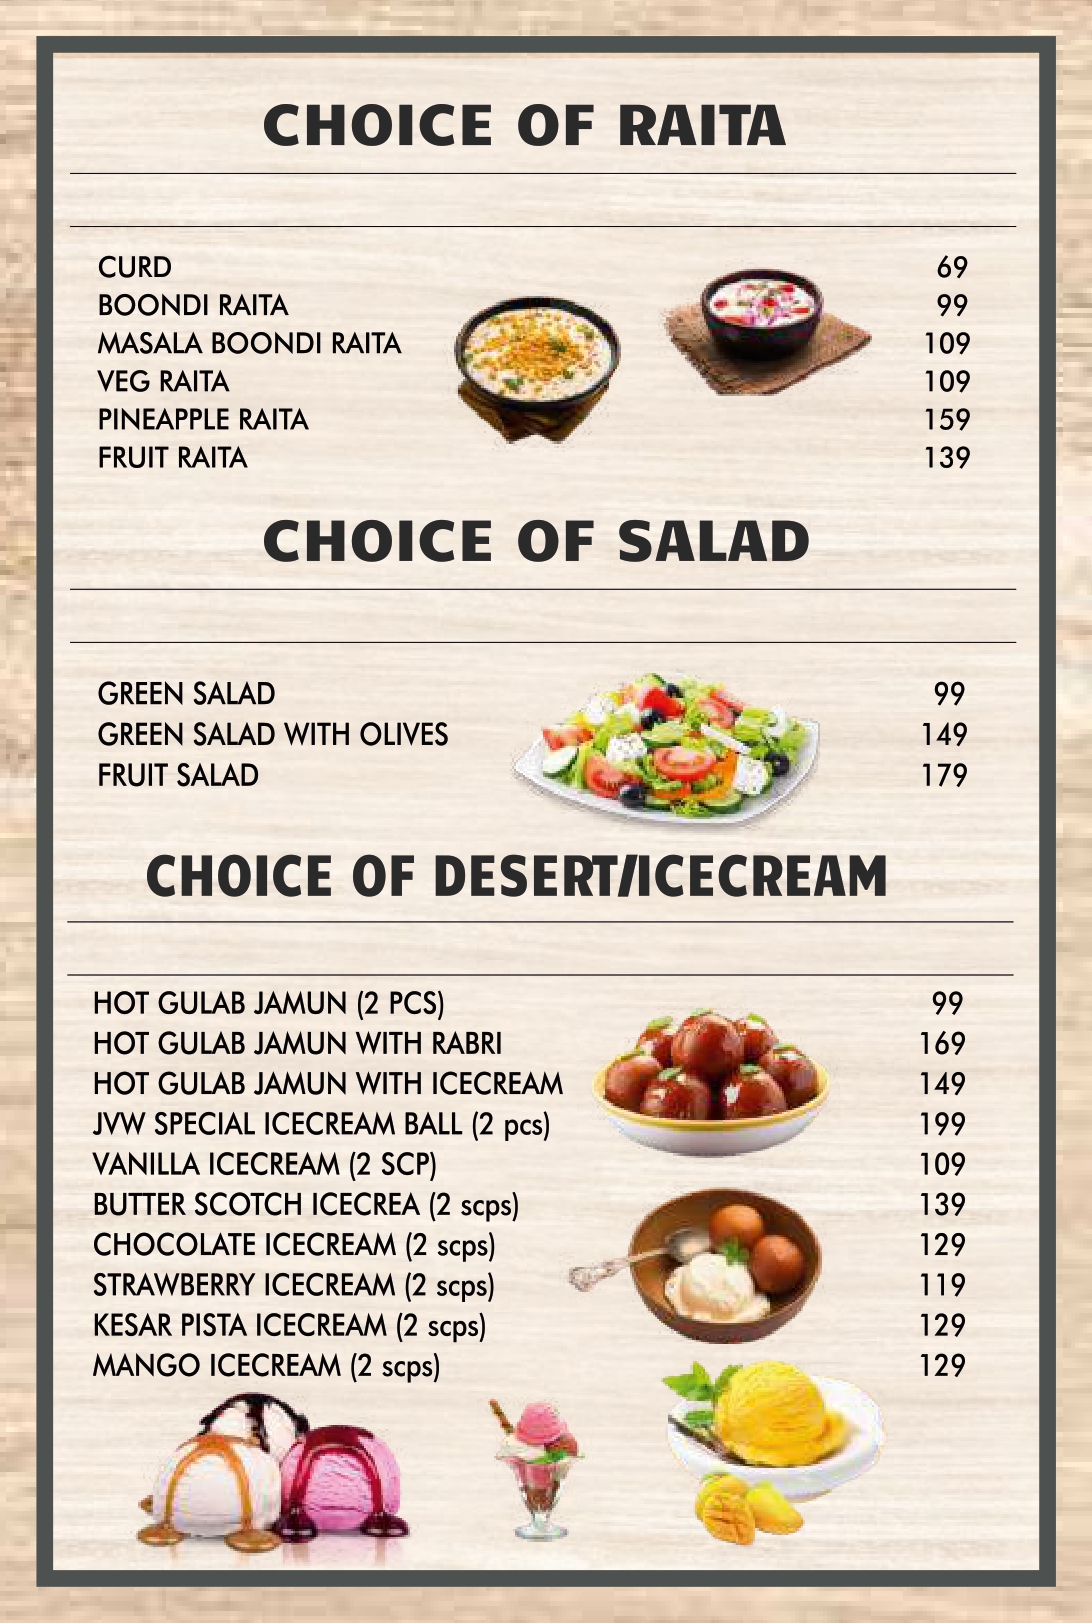 CHOICE OF RAITA
CURD 69
BOONDI RAITA 99
MASALA BOONDI RAITA 109
VEG RAITA 109
PINEAPPLE RAITA 159
FRUIT RAITA 139
CHOICE OF SALAD
GREEN SALAD 99
GREEN SALAD WITH OLIVES 149
FRUIT SALAD 179
CHOICE OF DESERT/ICECREAM
HOT GULAB JAMUN (2 PCS) 99
HOT GULAB JAMUN WITH RABRI 169
HOT GULAB JAMUN WITH ICECREAM 149
JVW SPECIAL ICECREAM BALL (2 pcs) 199
VANILLA ICECREAM (2 SCP) 109
BUTTER SCOTCH ICECREA (2 scps) 139
CHOCOLATE ICECREAM (2 scps) 129
STRAWBERRY ICECREAM (2 scps) 119
KESAR PISTA ICECREAM (2 scps) 129
MANGO ICECREAM (2 scps) 129